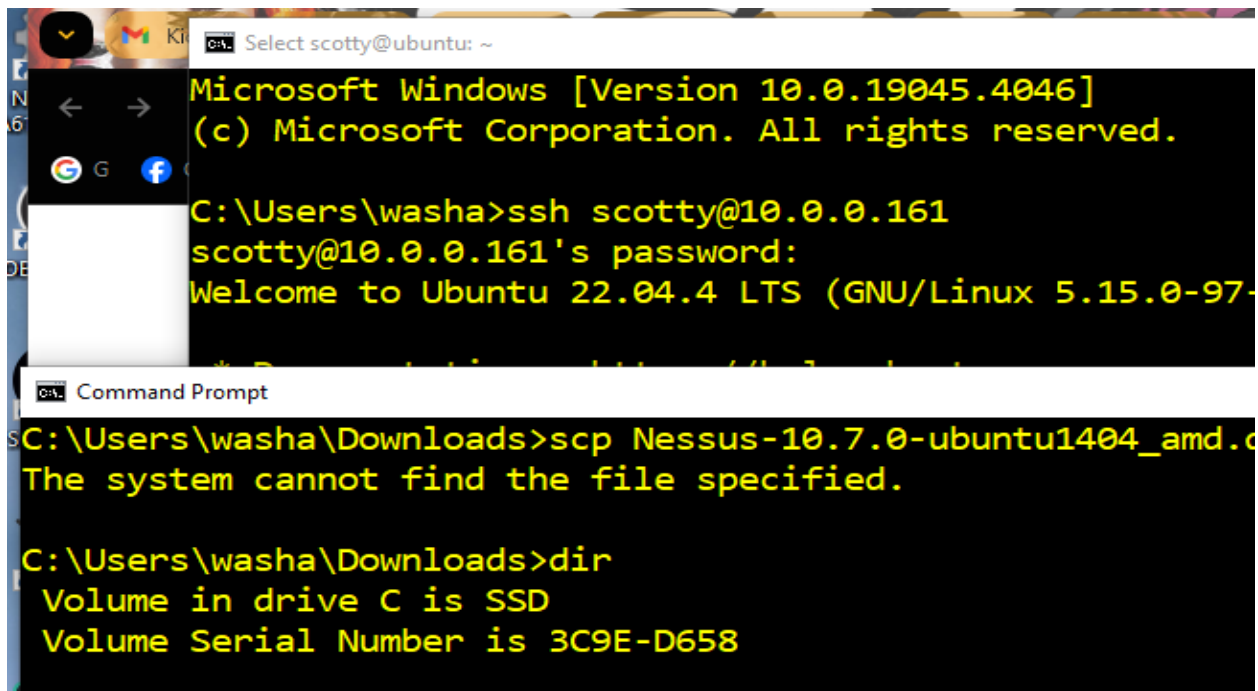 Ki
Select scotty@ubuntu: ~
Microsoft Windows [Version 10.0.19045.4046]
(c) Microsoft Corporation. All rights reserved.
G
C:\Users\washa>ssh scotty@10.0.0.161
scotty@10.0.0.161's password:
Welcome to Ubuntu 22.04.4 LTS (GNU/Linux 5.15.0-97-
Command Prompt
C:\Users\washa\Downloads>scp Nessus-10.7.0-ubuntu1404_amd.d
The system cannot find the file specified.
C:\Users\washa\Downloads>dir
Volume in drive C is SSD
Volume Serial Number is 3C9E-D658